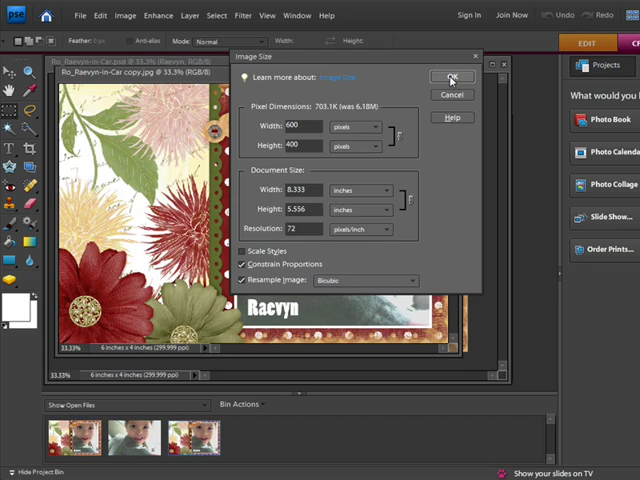 pse File Edit Image Enhance Layer Select Filter View Window Help Sign In Join Now Undo Redo
Feather: 0 px Anti-alias Mode: Normal Width: Height: EDIT
Ro_Raevyn-in-Car.psd @ 33.3% (Raevyn, RGB/8)
Ro_Raevyn-in-Car copy.jpg @ 33.3% (RGB/8)
Image Size
Learn more about: Image Size
OK
Cancel
Help
Pixel Dimensions: 703.1K (was 6.18M)
Width: 600 pixels
Height: 400 pixels
Document Size:
Width: 8.333 inches
Height: 5.556 inches
Resolution: 72 pixels/inch
Scale Styles
Constrain Proportions
Resample Image: Bicubic
Projects
What would you
Photo Book
Photo Calenda
Photo Collage
Slide Show...
Order Prints...
Raevyn
33.33% 6 inches x 4 inches (299.999 ppi)
33.33% 6 inches x 4 inches (299.999 ppi)
Show Open Files Bin Actions
Hide Project Bin
Show your slides on TV